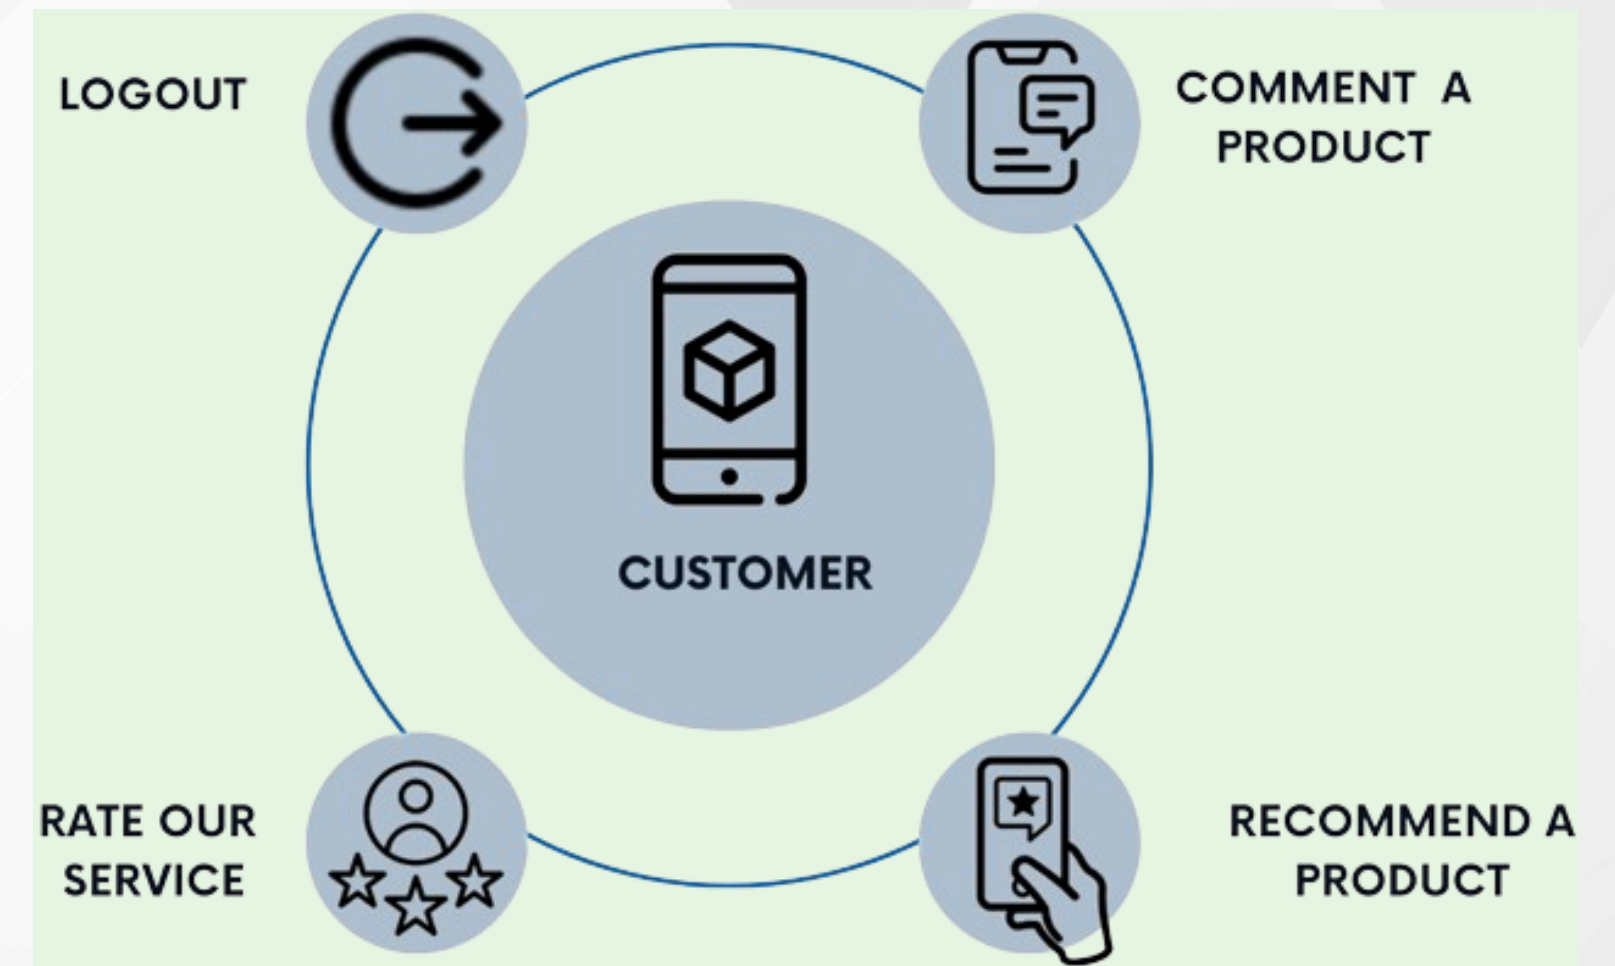 LOGOUT
COMMENT A
PRODUCT
CUSTOMER
RATE OUR
SERVICE
RECOMMEND A
PRODUCT